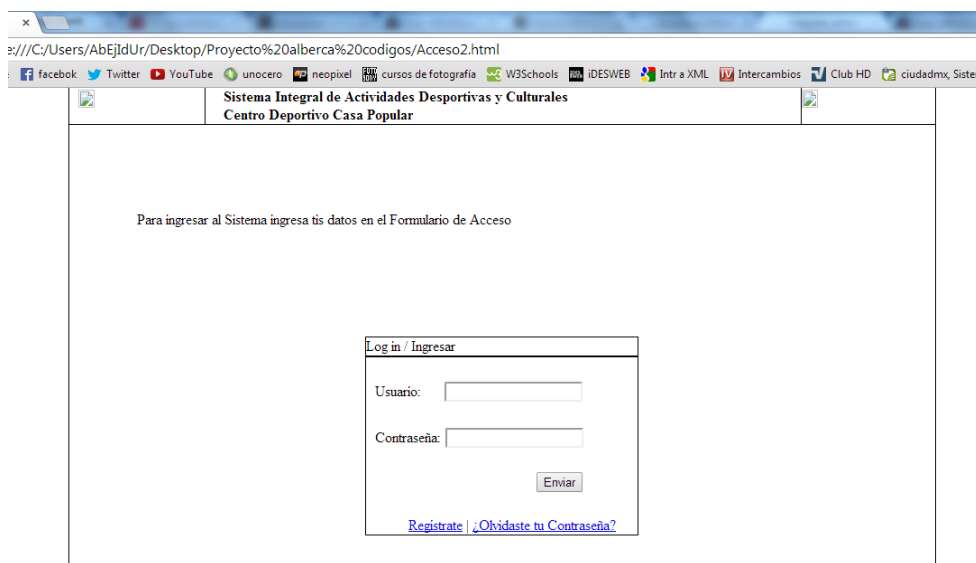 e:///C:/Users/AbEjIdUr/Desktop/Proyecto%20alberca%20codigos/Acceso2.html
facebok Twitter YouTube unocero neopixel cursos de fotografía W3Schools iDESWEB Intr a XML Intercambios Club HD ciudadmx, Siste
Sistema Integral de Actividades Desportivas y Culturales
Centro Deportivo Casa Popular
Para ingresar al Sistema ingresa tis datos en el Formulario de Acceso
Log in / Ingresar
Usuario:
Contraseña:
Enviar
Registrate | ¿Olvidaste tu Contraseña?